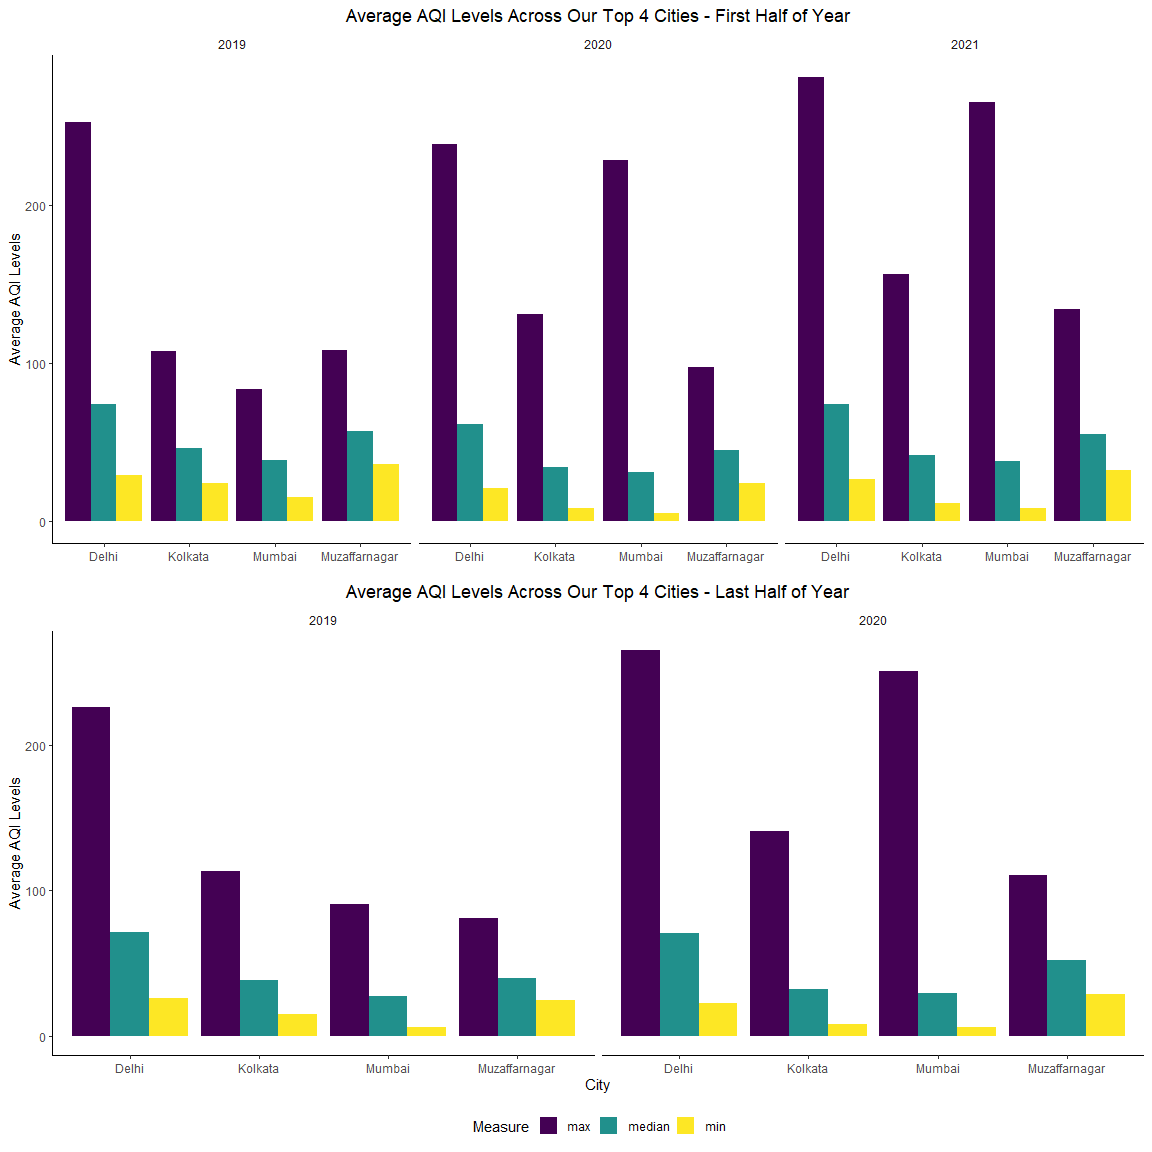 Average AQI Levels Across Our Top 4 Cities - First Half of Year
2019 2020 2021
Average AQI Levels
200
100
0
Delhi Kolkata Mumbai Muzaffarnagar Delhi Kolkata Mumbai Muzaffarnagar Delhi Kolkata Mumbai Muzaffarnagar
Average AQI Levels Across Our Top 4 Cities - Last Half of Year
2019 2020
Average AQI Levels
200
100
0
Delhi Kolkata Mumbai Muzaffarnagar Delhi Kolkata Mumbai Muzaffarnagar
City
Measure max median min